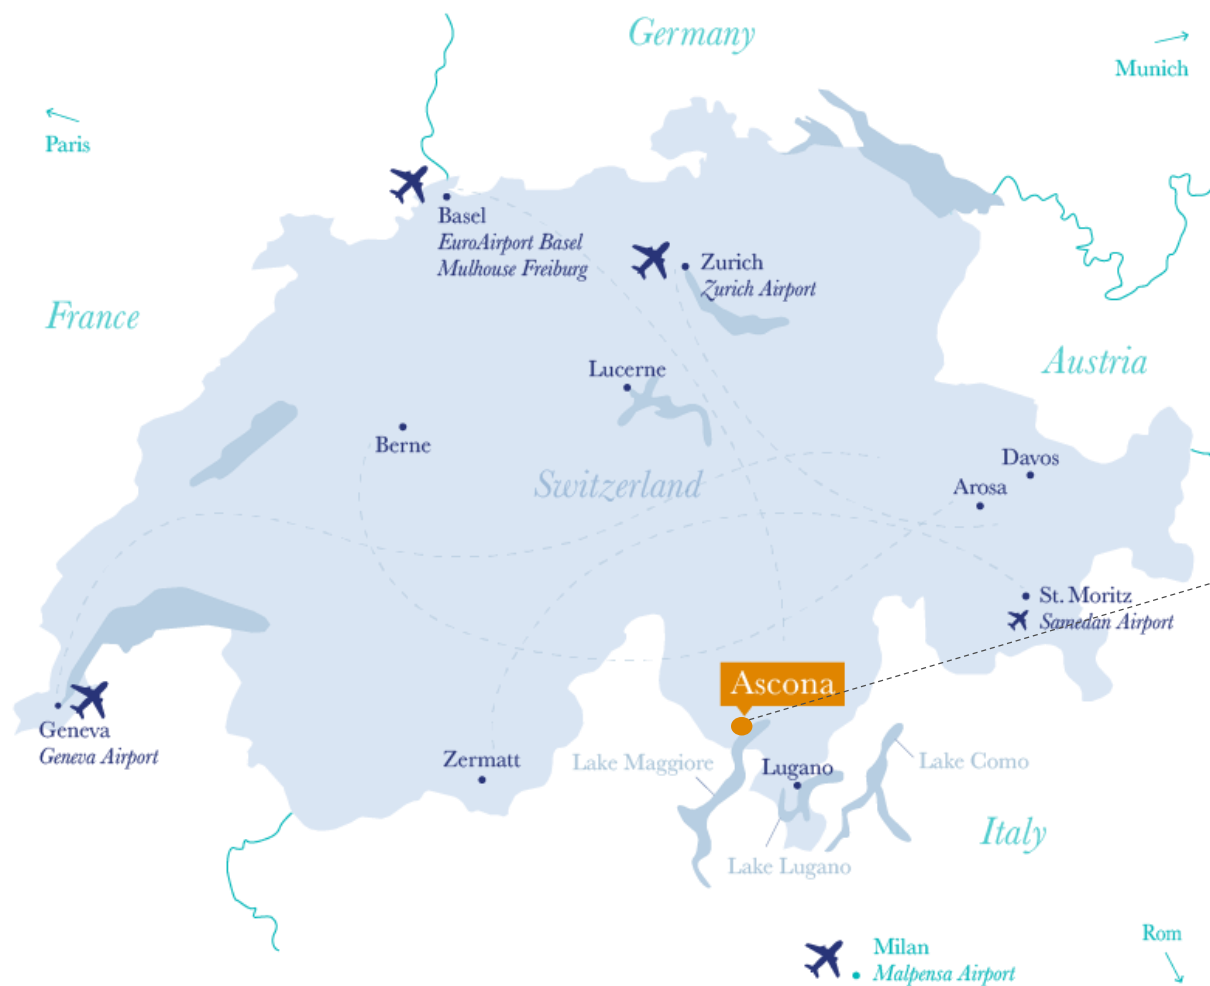 Germany
Munich
Paris
Basel
EuroAirport Basel
Mulhouse Freiburg
Zurich
Zurich Airport
France
Austria
Lucerne
Berne
Switzerland
Davos
Arosa
St. Moritz
Samedan Airport
Ascona
Geneva
Geneva Airport
Zermatt
Lake Maggiore
Lugano
Lake Como
Italy
Lake Lugano
Rom
Milan
Malpensa Airport